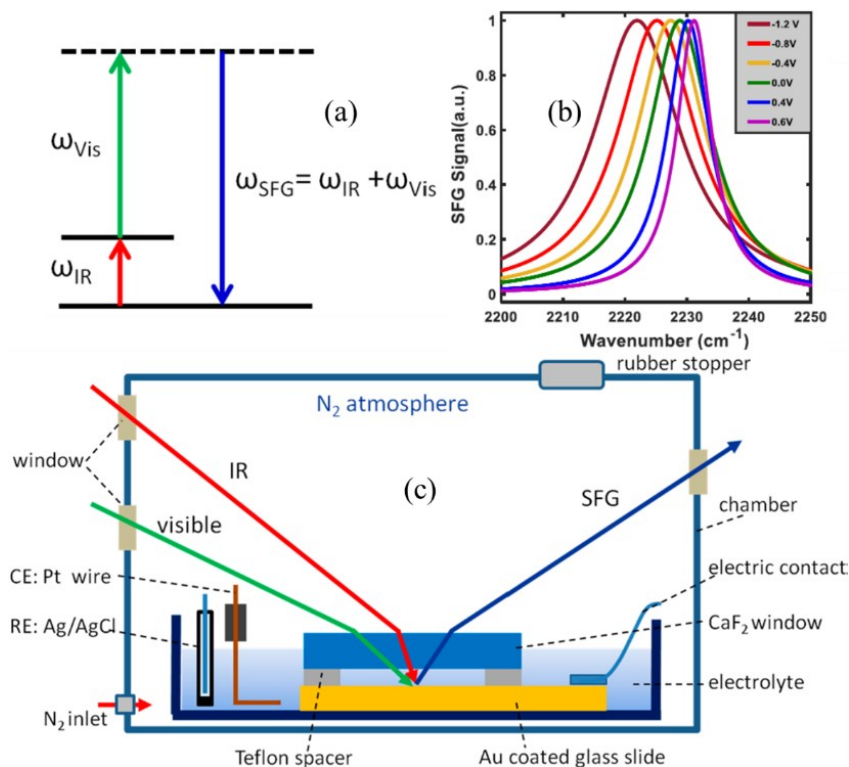 (a)
ω_Vis
ω_SFG = ω_IR + ω_Vis
ω_IR
(b)
SFG Signal(a.u.)
1
0.8
0.6
0.4
0.2
0
2200 2210 2220 2230 2240 2250
Wavenumber (cm⁻¹)
-1.2 V
-0.8V
-0.4V
0.0V
0.4V
0.6V
rubber stopper
N₂ atmosphere
window
IR
(c)
SFG
visible
chamber
CE: Pt wire
electric contact
RE: Ag/AgCl
CaF₂ window
electrolyte
N₂ inlet
Teflon spacer
Au coated glass slide